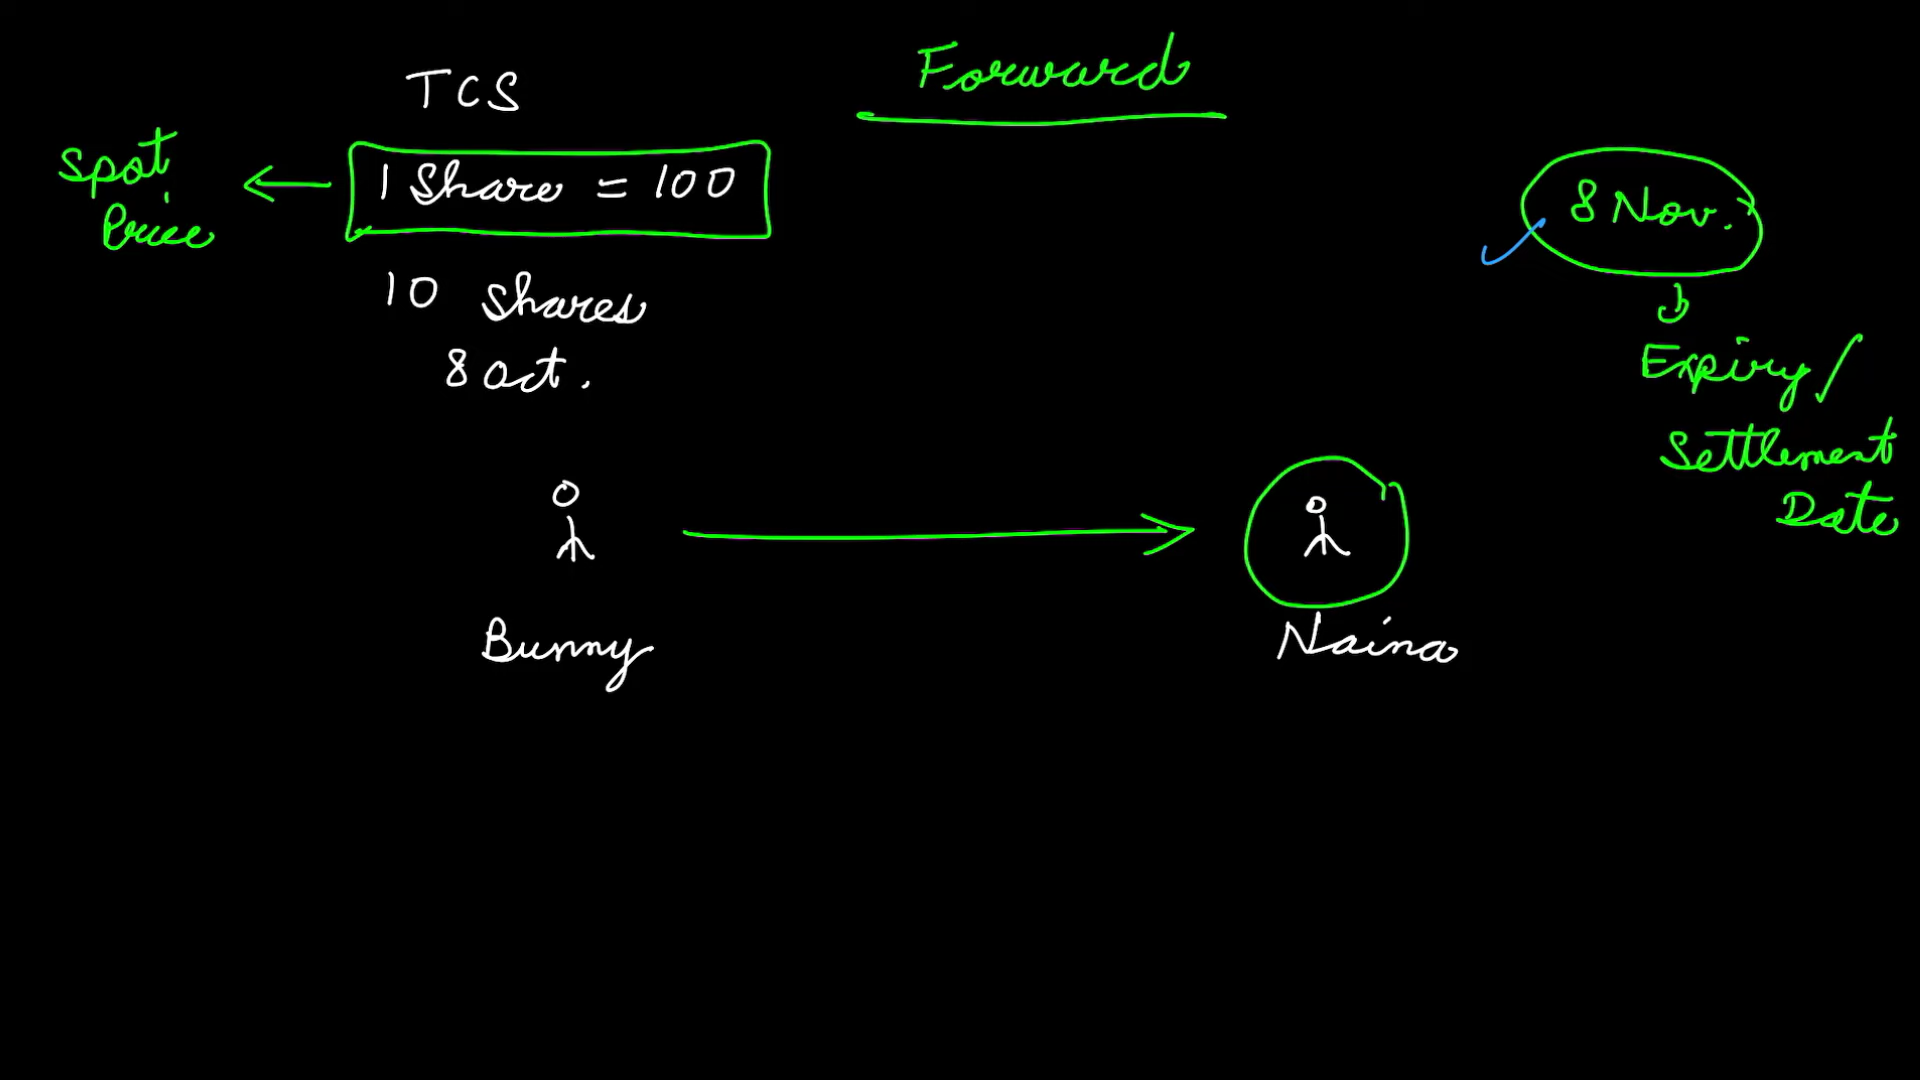 Forward
TCS
Spot
Price
1 Share = 100
10 Shares
8 Oct.
8 Nov.
Expiry/
Settlement
Date
Bunny
Naina